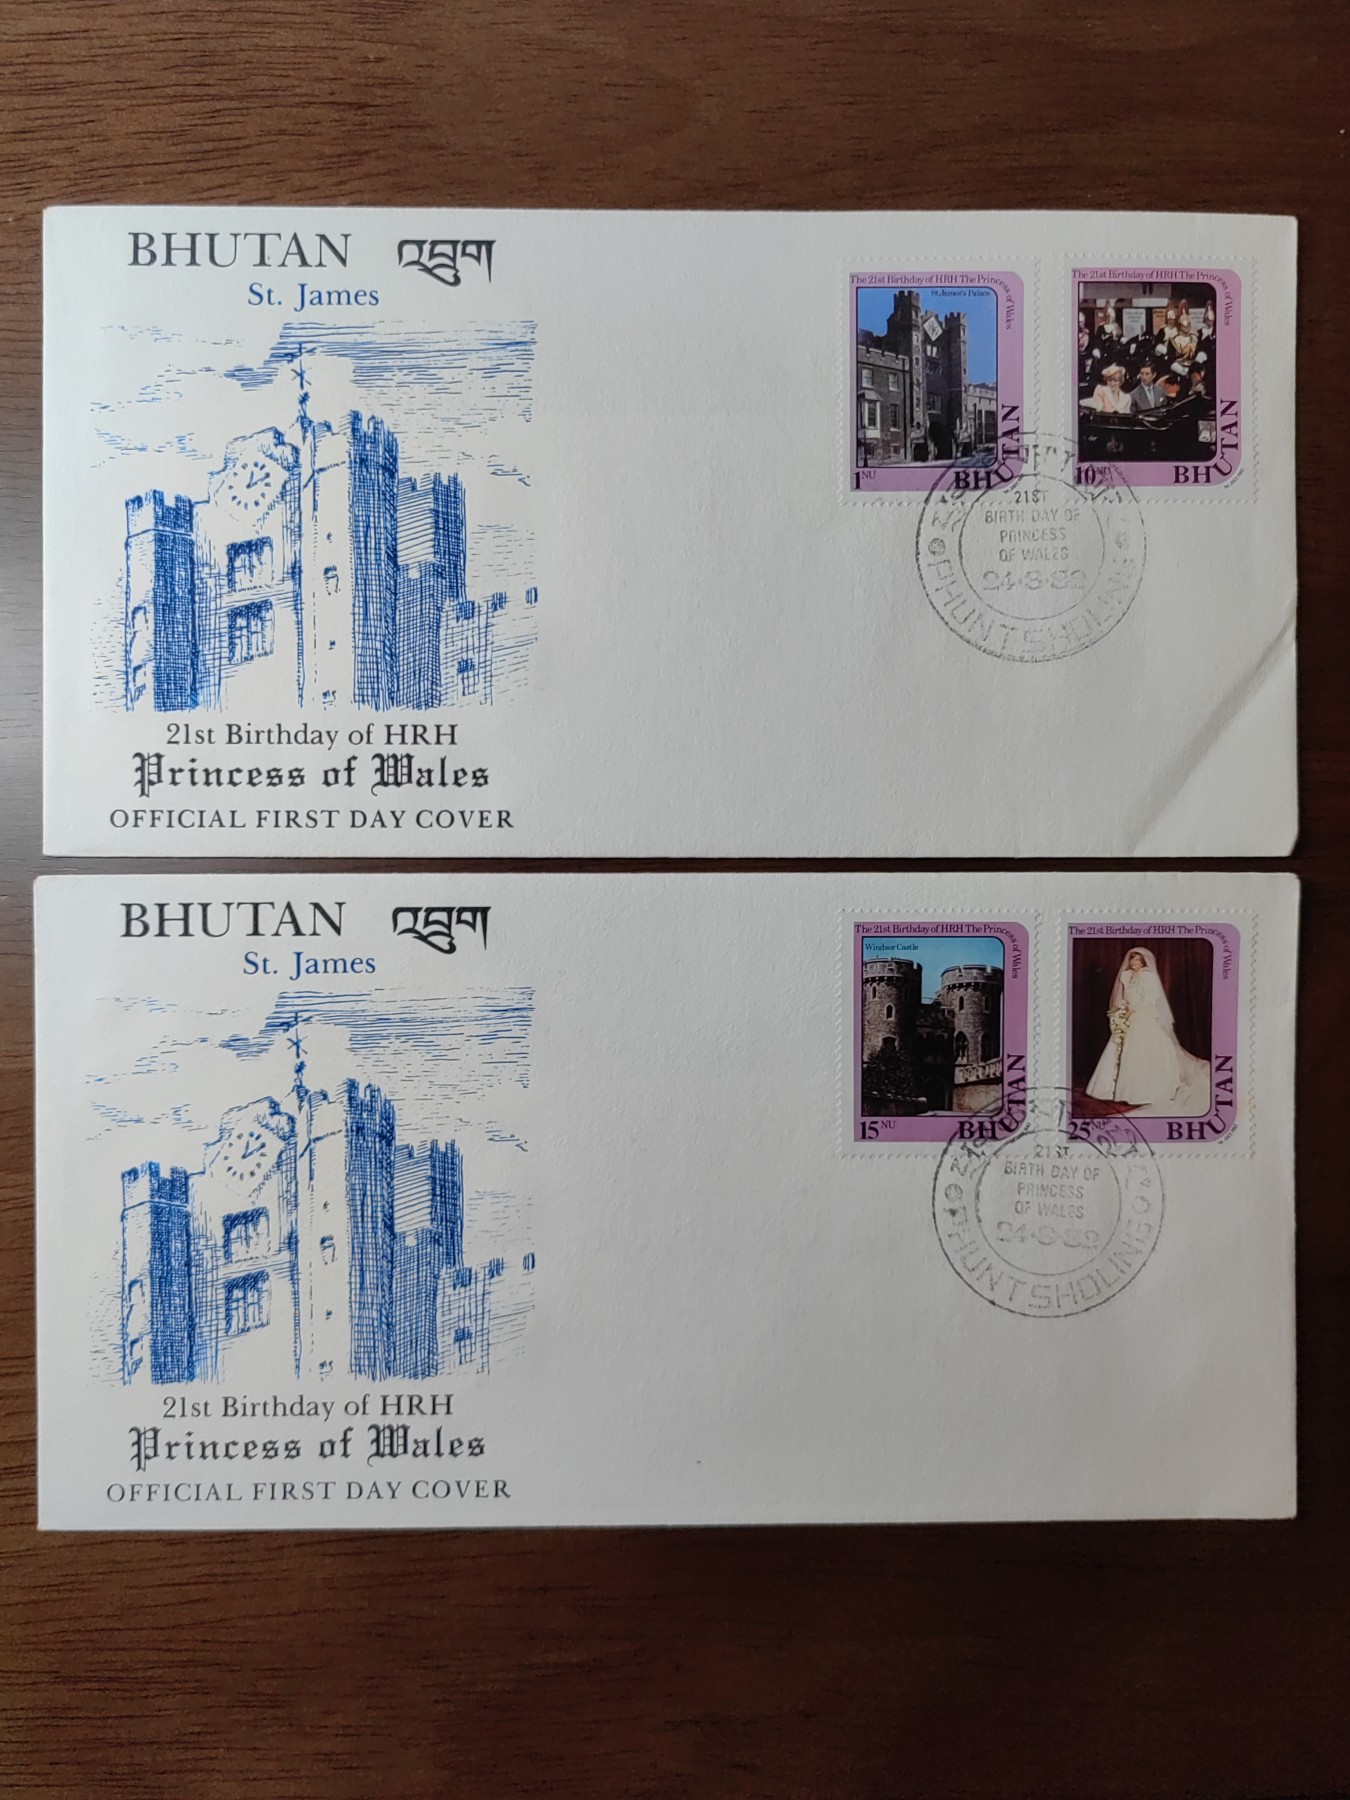 BHUTAN འབྲུག
St. James
21st Birthday of HRH
Princess of Wales
OFFICIAL FIRST DAY COVER
The 21st Birthday of HRH The Princess of Wales
St. James's Palace
1NU BHUTAN
The 21st Birthday of HRH The Princess of Wales
10NU BHUTAN
21ST
BIRTH DAY OF
PRINCESS
OF WALES
24·8·82
PHUNTSHOLING
BHUTAN འབྲུག
St. James
21st Birthday of HRH
Princess of Wales
OFFICIAL FIRST DAY COVER
The 21st Birthday of HRH The Princess of Wales
Windsor Castle
15NU BHUTAN
The 21st Birthday of HRH The Princess of Wales
25NU BHUTAN
21ST
BIRTH DAY OF
PRINCESS
OF WALES
24·8·82
PHUNTSHOLING